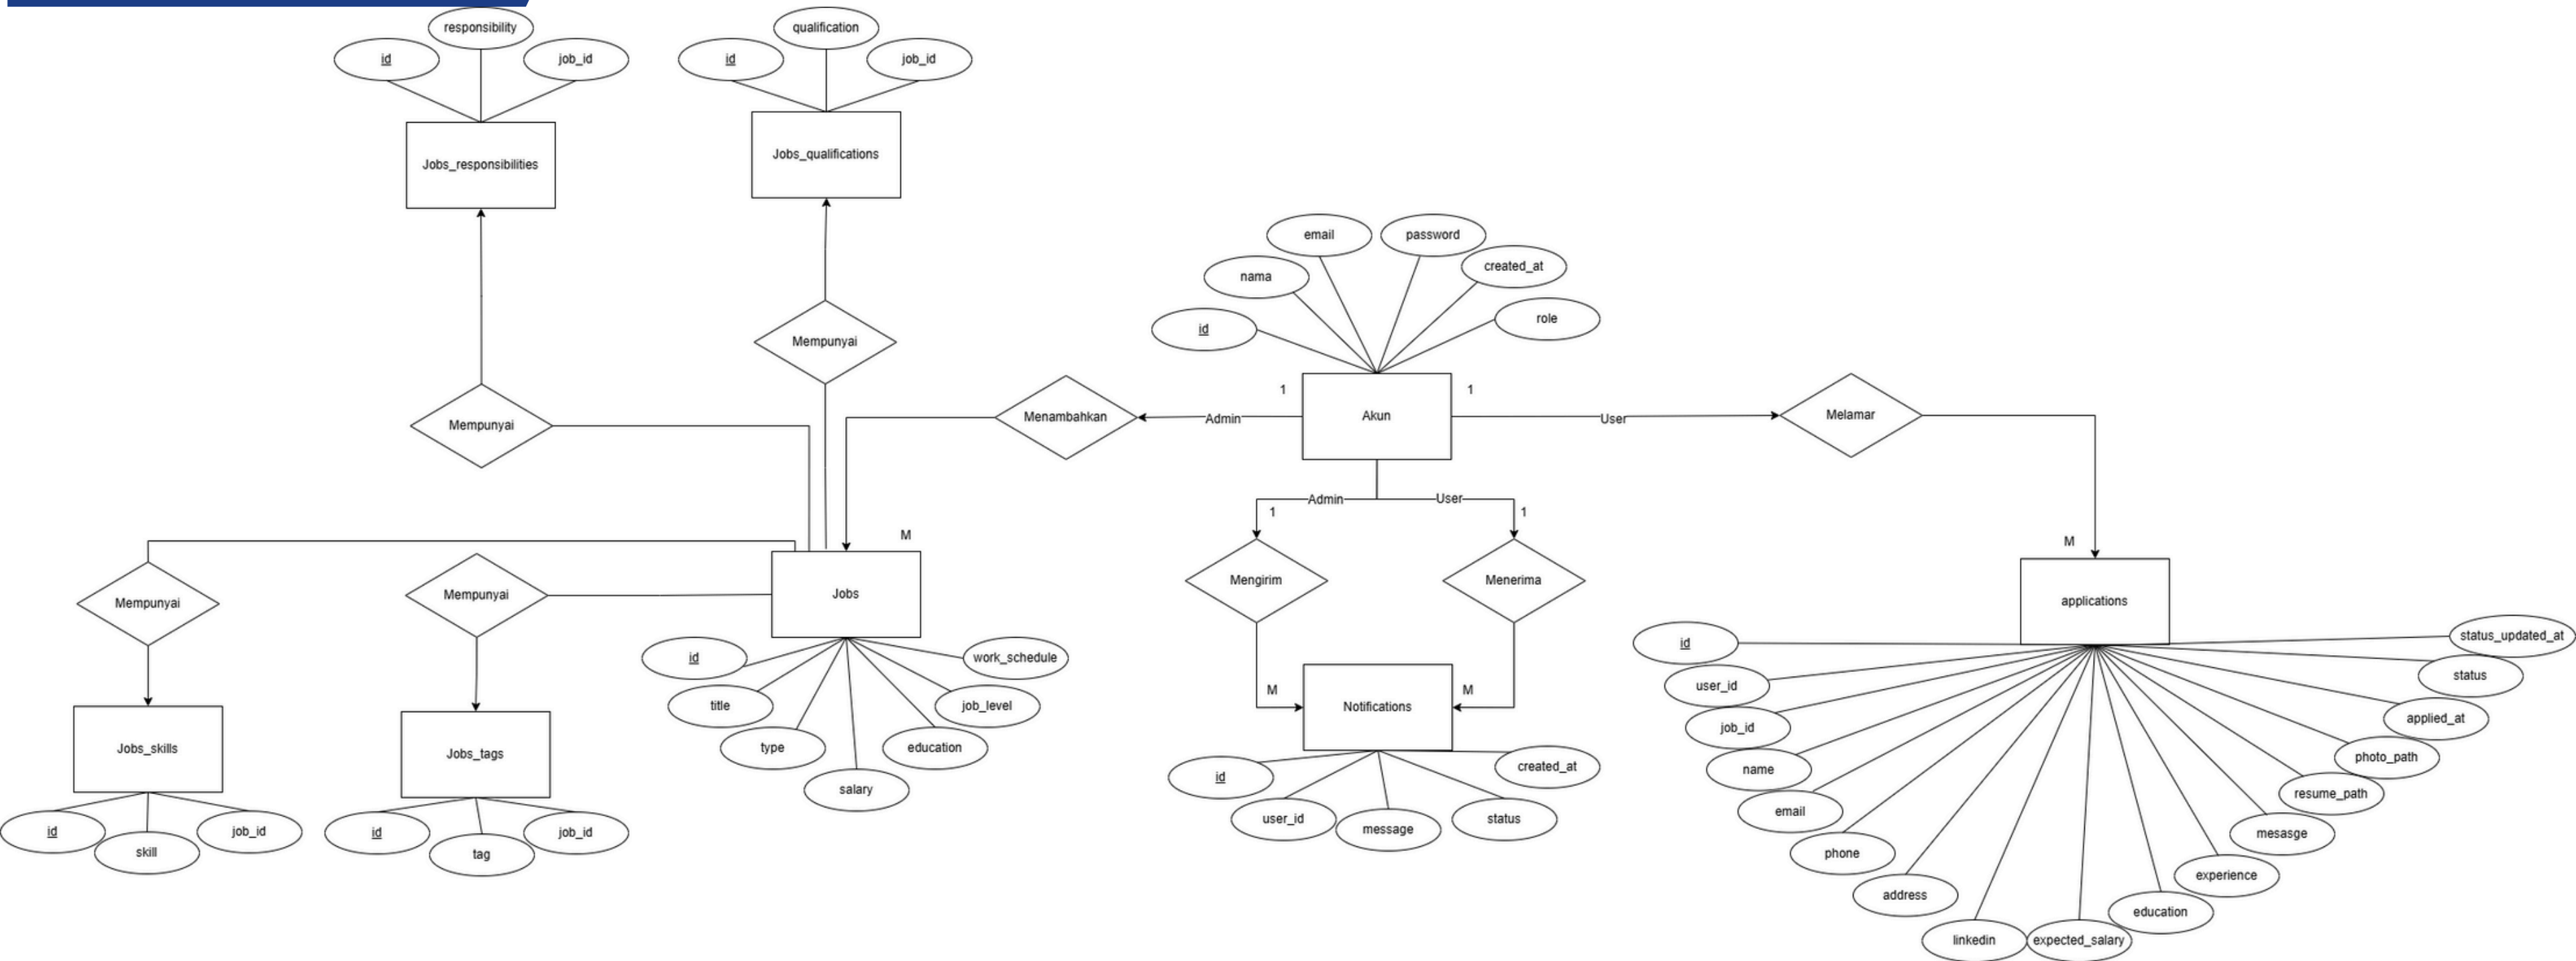 responsibility
id
job_id
Jobs_responsibilities
qualification
id
job_id
Jobs_qualifications
Mempunyai
Mempunyai
email
password
nama
created_at
id
role
1
1
Akun
Menambahkan
Admin
User
Melamar
Admin
User
1
1
Mengirim
Menerima
M
M
M
M
Mempunyai
Mempunyai
Jobs
Notifications
applications
Jobs_skills
id
skill
job_id
Jobs_tags
id
tag
job_id
id
title
type
salary
education
job_level
work_schedule
id
user_id
message
status
created_at
id
user_id
job_id
name
email
phone
address
linkedin
expected_salary
education
experience
mesasge
resume_path
photo_path
applied_at
status
status_updated_at